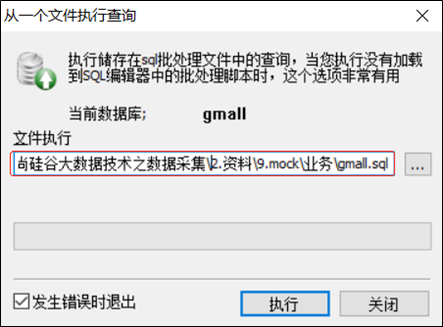 从一个文件执行查询
执行储存在sql批处理文件中的查询，当您执行没有加载
到SQL编辑器中的批处理脚本时，这个选项非常有用
当前数据库; gmall
文件执行
尚硅谷大数据技术之数据采集\2.资料\9.mock\业务\gmall.sql
...
发生错误时退出
执行 关闭